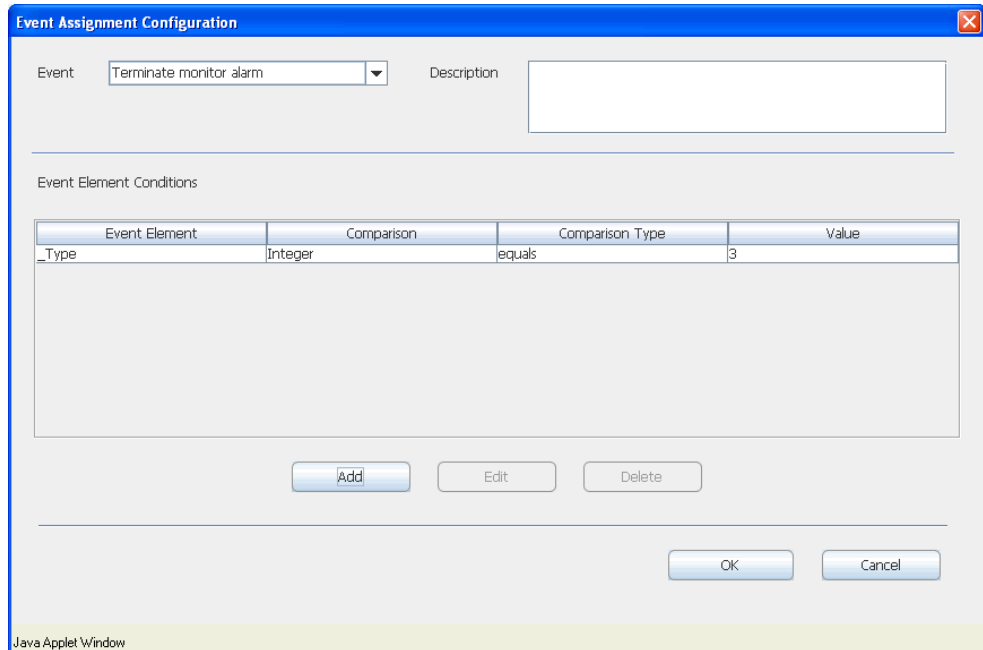 Event Assignment Configuration
Event Terminate monitor alarm Description
Event Element Conditions
Event Element Comparison Comparison Type Value
_Type Integer equals 3
Add Edit Delete
OK Cancel
Java Applet Window